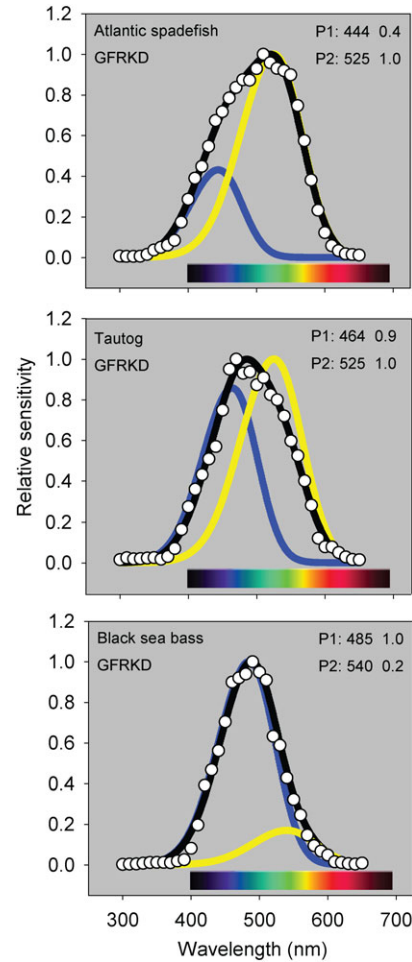 Atlantic spadefish P1: 444 0.4
GFRKD P2: 525 1.0
1.2
1.0
0.8
0.6
0.4
0.2
0.0
Tautog P1: 464 0.9
GFRKD P2: 525 1.0
1.2
1.0
0.8
0.6
0.4
0.2
0.0
Relative sensitivity
Black sea bass P1: 485 1.0
GFRKD P2: 540 0.2
1.2
1.0
0.8
0.6
0.4
0.2
0.0
300 400 500 600 700
Wavelength (nm)